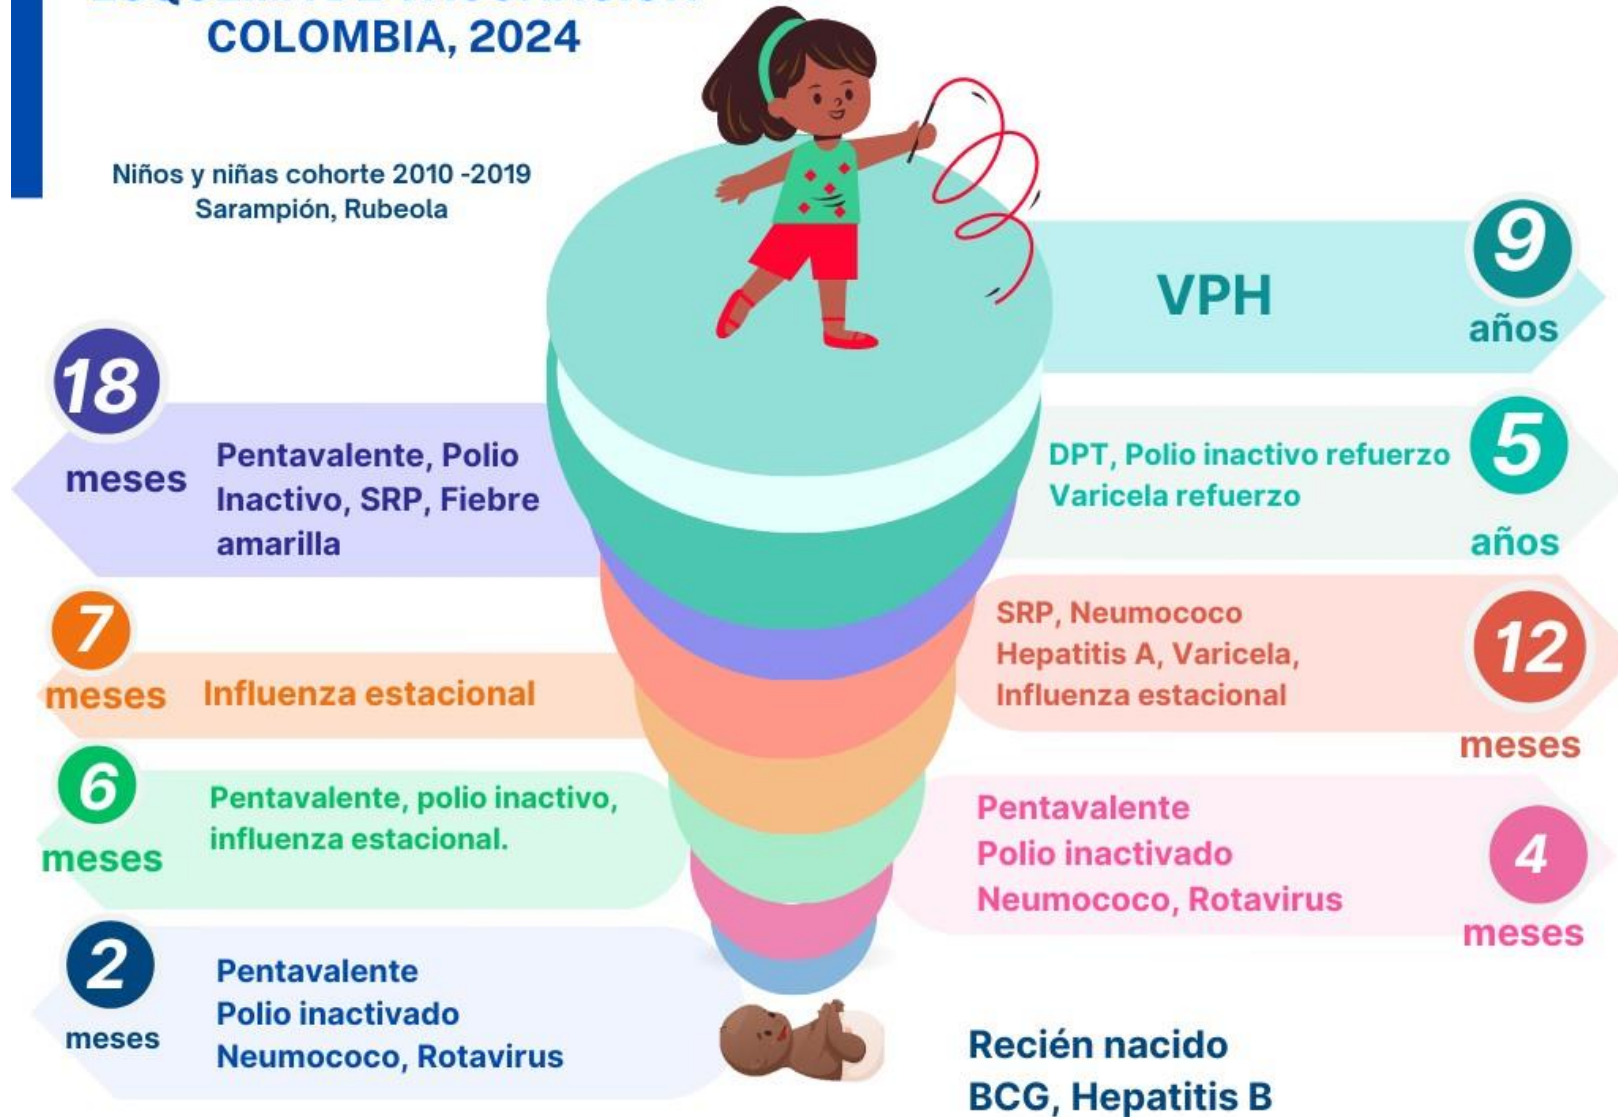 COLOMBIA, 2024
Niños y niñas cohorte 2010 -2019
Sarampión, Rubeola
VPH
9
años
18
meses
Pentavalente, Polio
Inactivo, SRP, Fiebre
amarilla
DPT, Polio inactivo refuerzo
Varicela refuerzo
5
años
7
meses
Influenza estacional
SRP, Neumococo
Hepatitis A, Varicela,
Influenza estacional
12
meses
6
meses
Pentavalente, polio inactivo,
influenza estacional.
Pentavalente
Polio inactivado
Neumococo, Rotavirus
4
meses
2
meses
Pentavalente
Polio inactivado
Neumococo, Rotavirus
Recién nacido
BCG, Hepatitis B